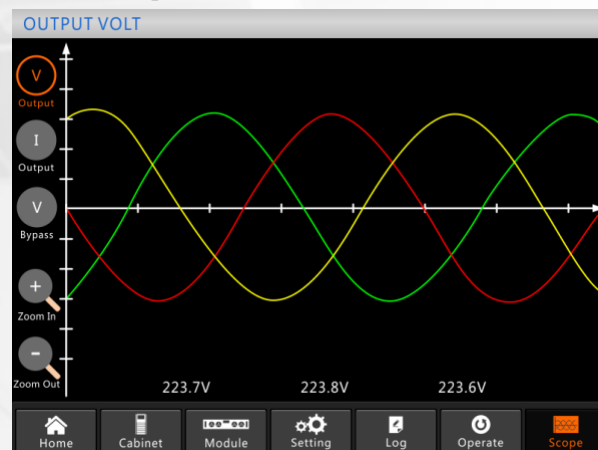 OUTPUT VOLT
V
Output
I
Output
V
Bypass
+
Zoom In
-
Zoom Out
223.7V 223.8V 223.6V
Home Cabinet Module Setting Log Operate Scope